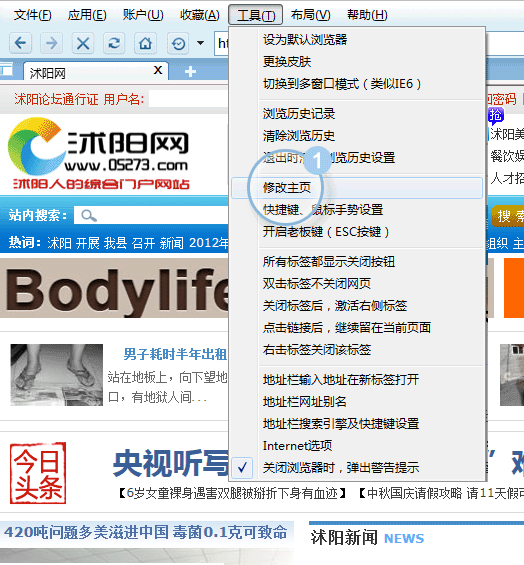 文件(F) 应用(E) 账户(U) 收藏(A) 工具(T) 布局(V) 帮助(H)
沭阳网 X
沭阳论坛通行证 用户名:
密码
抢
沭阳网
www.05273.com
沭阳人的综合门户网站
站内搜索:
搜
热词: 沭阳 开展 我县 召开 新闻 2012年
组织
Bodylife
男子耗时半年出租
站在地板上，向下望地
口，有地狱人间...
今日
头条
央视听写
【6岁女童裸身遇害双腿被掰折下身有血迹】【中秋国庆请假攻略 请11天假
420吨问题多美滋进中国 毒菌0.1克可致命
沭阳新闻 NEWS
设为默认浏览器
更换皮肤
切换到多窗口模式（类似IE6）
浏览历史记录
清除浏览历史
退出时清除浏览历史设置
1
修改主页
快捷键、鼠标手势设置
开启老板键（ESC按键）
所有标签都显示关闭按钮
双击标签不关闭网页
关闭标签后，激活右侧标签
点击链接后，继续留在当前页面
右击标签关闭该标签
地址栏输入地址在新标签打开
地址栏网址别名
地址栏搜索引擎及快捷键设置
Internet选项
关闭浏览器时，弹出警告提示
沭阳美
餐饮娱
人才招